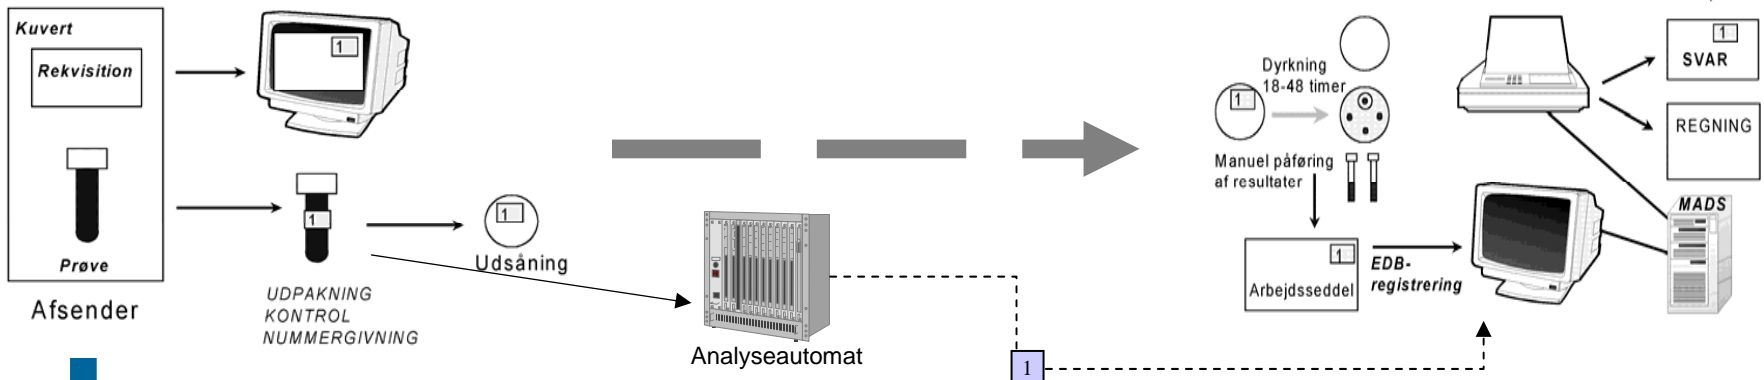 Kuvert
Rekvisition
Prøve
Afsender
1
1
UDPAKNING
KONTROL
NUMMERGIVNING
1
Udsåning
Analyseautomat
1
1
Dyrkning
18-48 timer
Manuel påføring
af resultater
1
Arbejdsseddel
EDB-
registrering
1
SVAR
REGNING
MADS